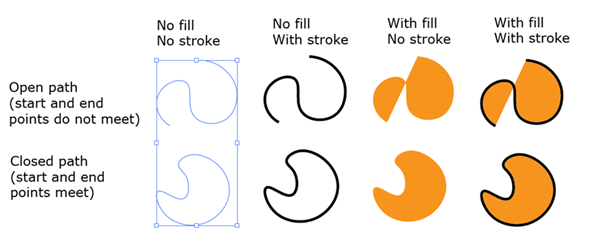 No fill
No stroke
No fill
With stroke
With fill
No stroke
With fill
With stroke
Open path
(start and end
points do not meet)
Closed path
(start and end
points meet)